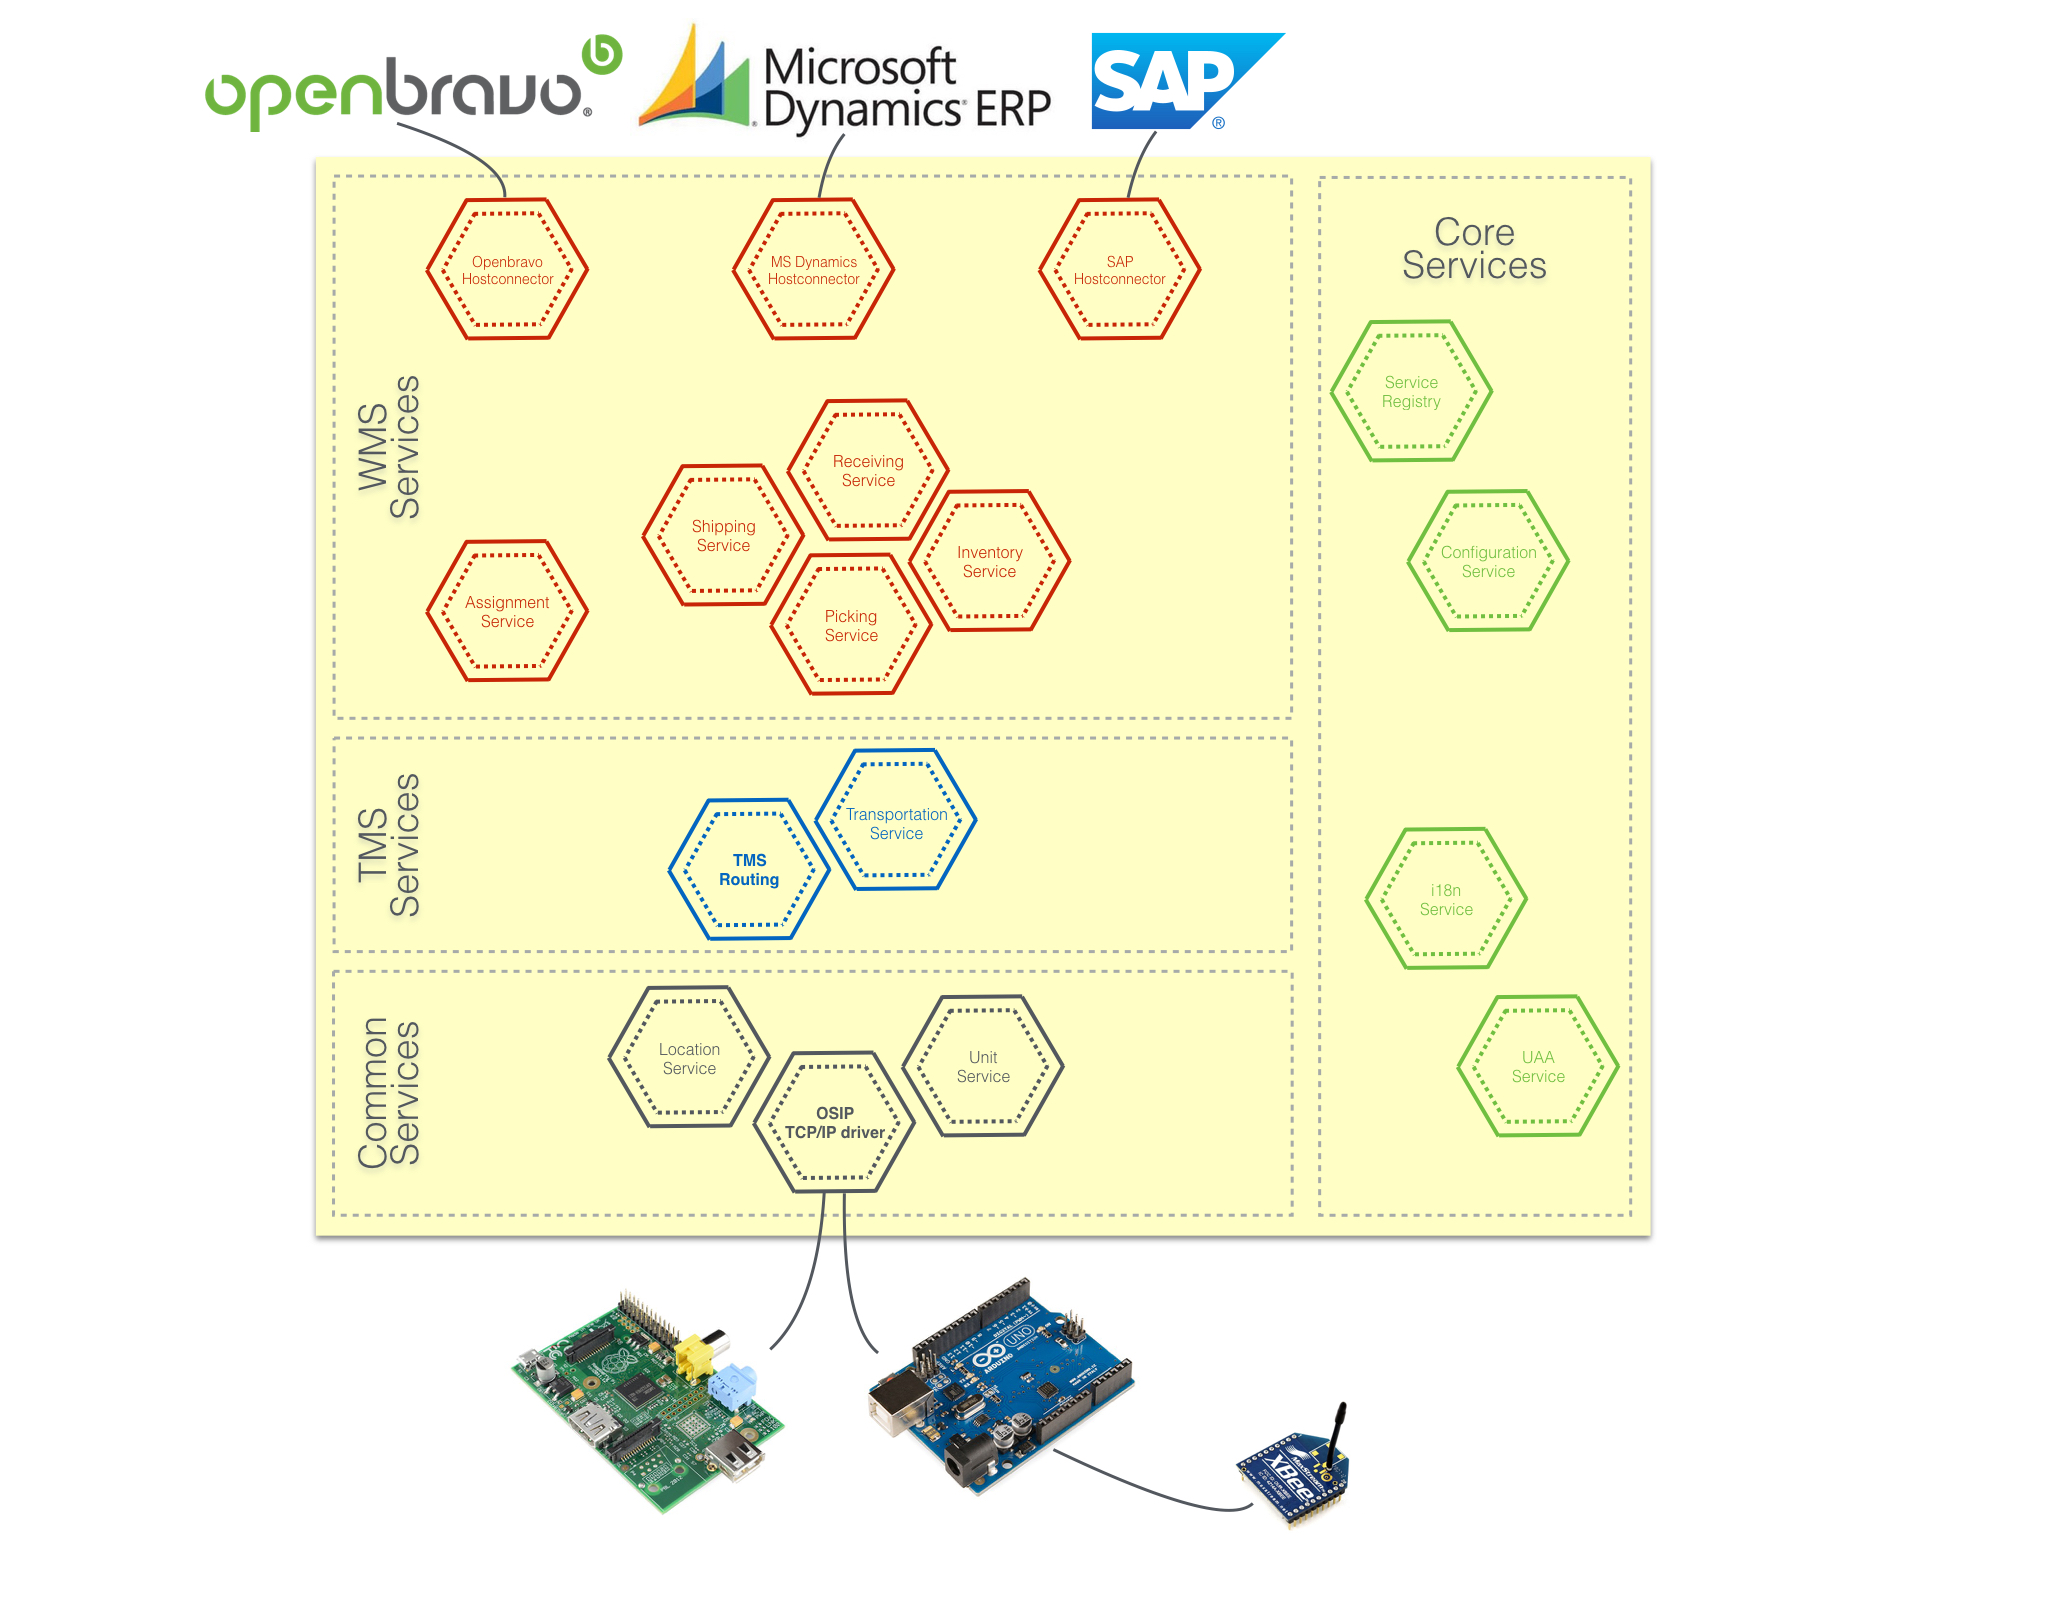 openbravo®
b
Microsoft
Dynamics® ERP
SAP
®
Openbravo
Hostconnector
MS Dynamics
Hostconnector
SAP
Hostconnector
Core
Services
Service
Registry
WMS
Services
Receiving
Service
Shipping
Service
Inventory
Service
Configuration
Service
Assignment
Service
Picking
Service
TMS
Services
Transportation
Service
TMS
Routing
i18n
Service
Common
Services
Location
Service
Unit
Service
UAA
Service
OSIP
TCP/IP driver
UNO
ARDUINO
MaxStream
XBee